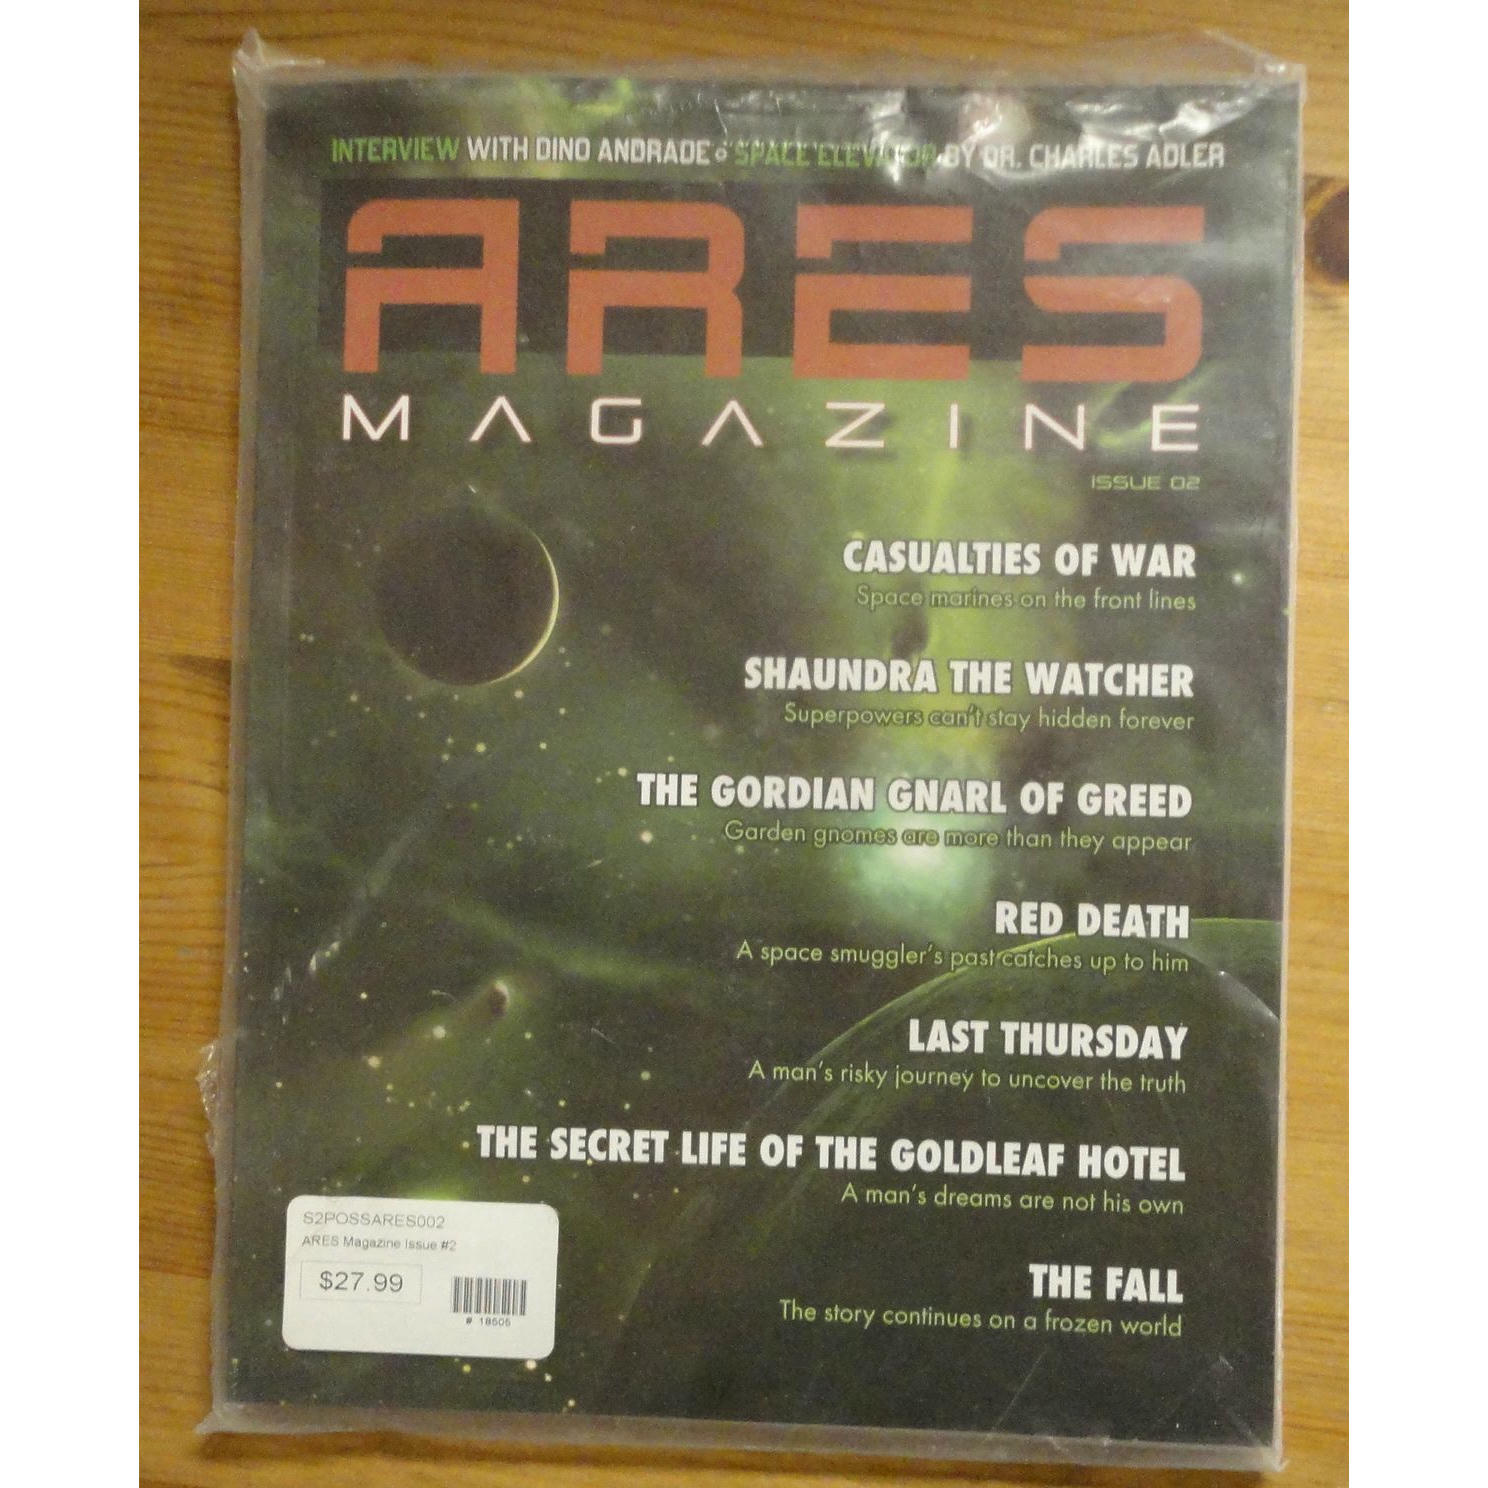 INTERVIEW WITH DINO ANDRADE • SPACE ELEVATOR BY DR. CHARLES ADLER
ARES
MAGAZINE
ISSUE 02
CASUALTIES OF WAR
Space marines on the front lines
SHAUNDRA THE WATCHER
Superpowers can't stay hidden forever
THE GORDIAN GNARL OF GREED
Garden gnomes are more than they appear
RED DEATH
A space smuggler's past catches up to him
LAST THURSDAY
A man's risky journey to uncover the truth
THE SECRET LIFE OF THE GOLDLEAF HOTEL
A man's dreams are not his own
THE FALL
The story continues on a frozen world
S2POSSARES002
ARES Magazine Issue #2
$27.99
# 18505